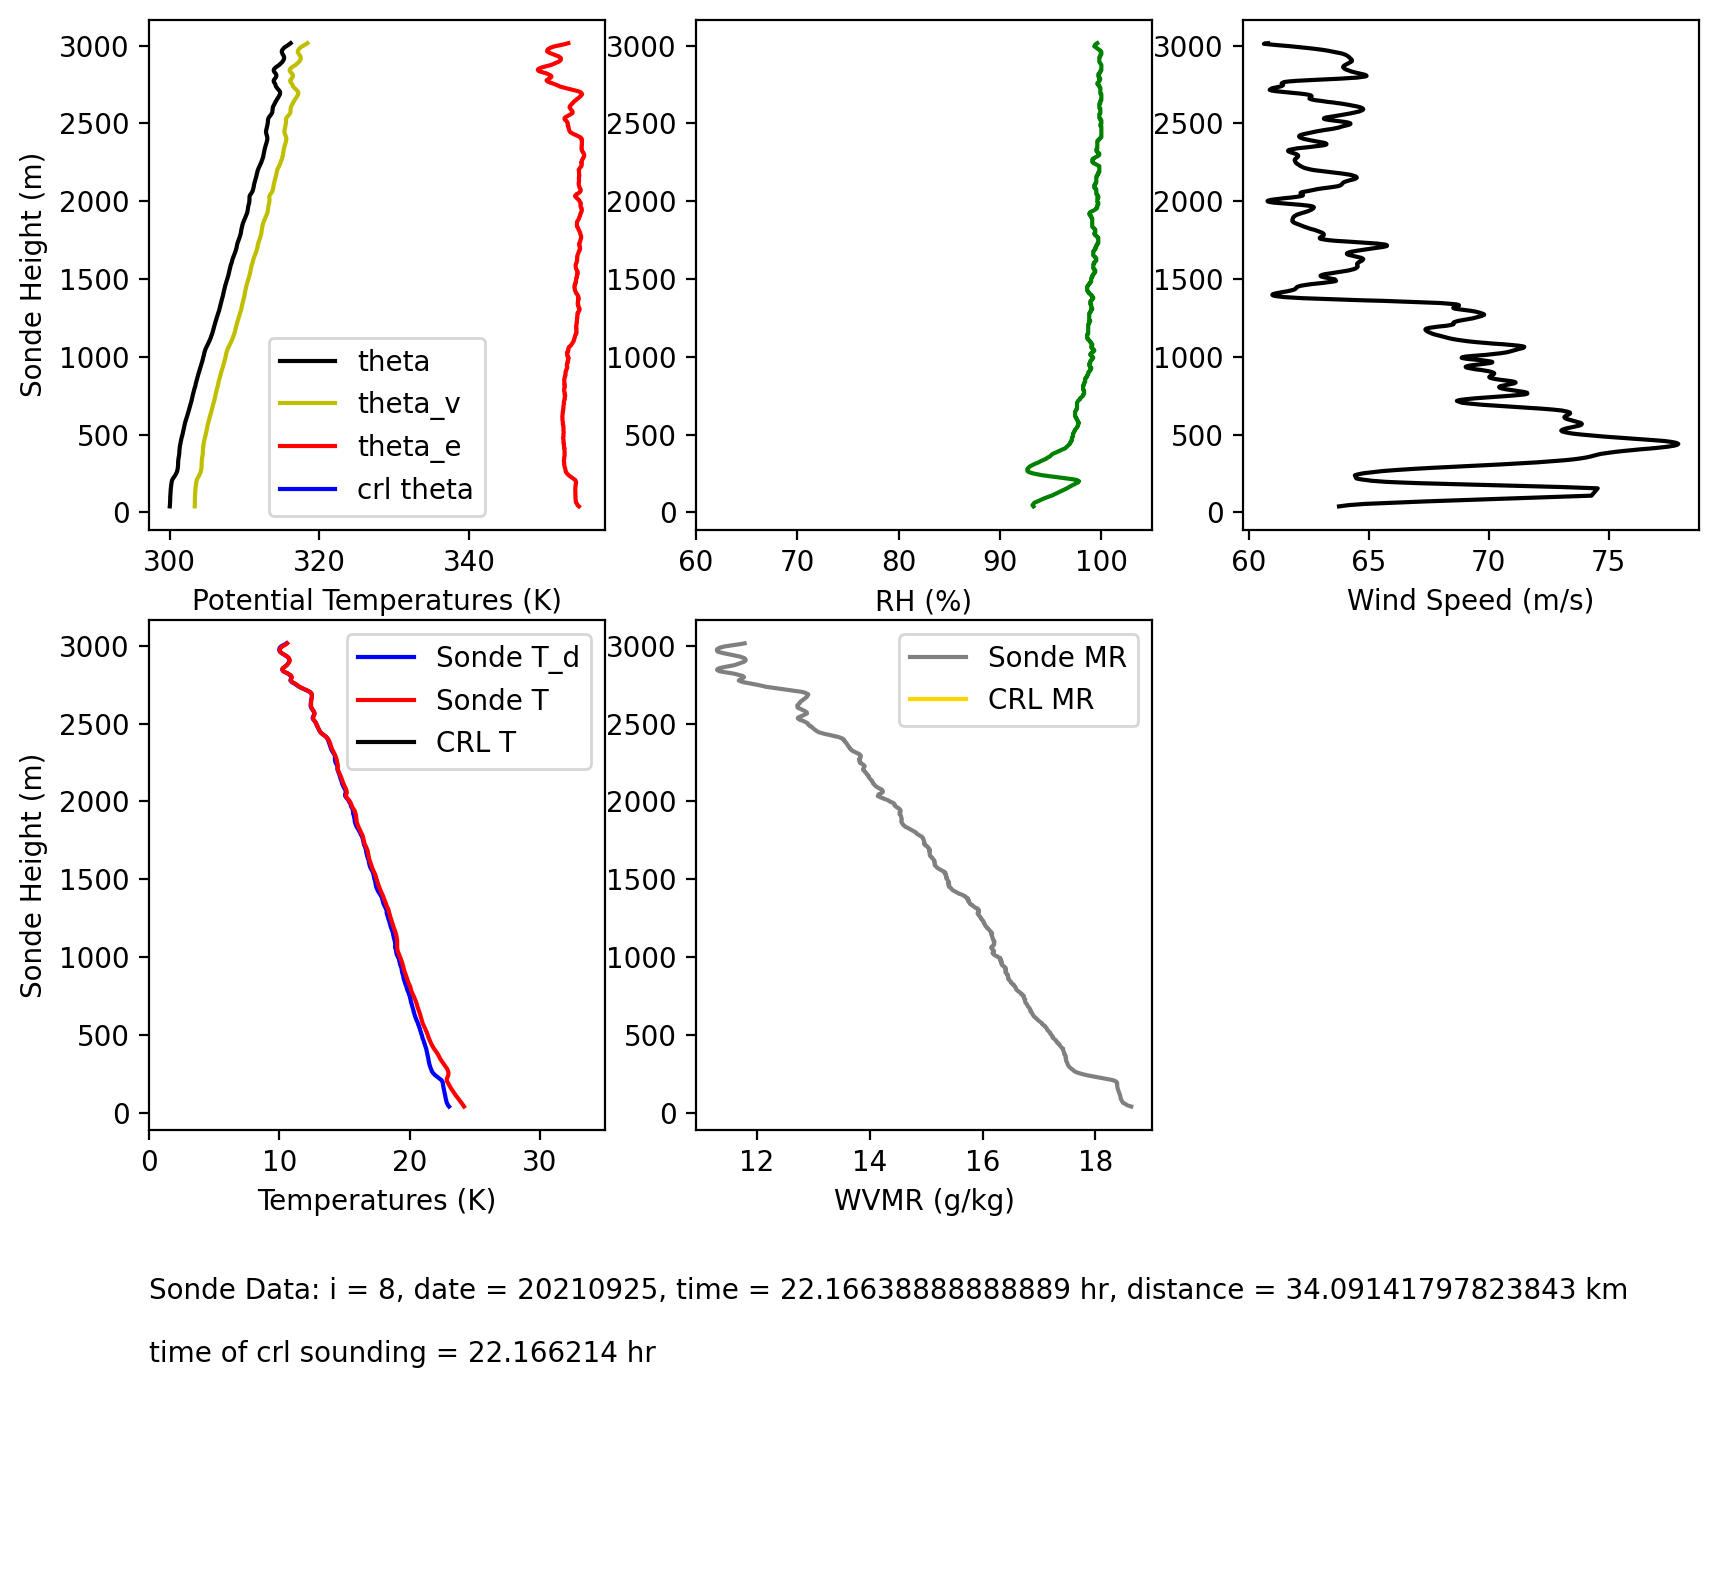 3000
2500
2000
1500
1000
500
0
Sonde Height (m)
theta
theta_v
theta_e
crl theta
300 320 340
Potential Temperatures (K)
3000
2500
2000
1500
1000
500
0
60 70 80 90 100
RH (%)
3000
2500
2000
1500
1000
500
0
60 65 70 75
Wind Speed (m/s)
3000
2500
2000
1500
1000
500
0
Sonde Height (m)
Sonde T_d
Sonde T
CRL T
0 10 20 30
Temperatures (K)
3000
2500
2000
1500
1000
500
0
Sonde MR
CRL MR
12 14 16 18
WVMR (g/kg)
Sonde Data: i = 8, date = 20210925, time = 22.16638888888889 hr, distance = 34.09141797823843 km
time of crl sounding = 22.166214 hr